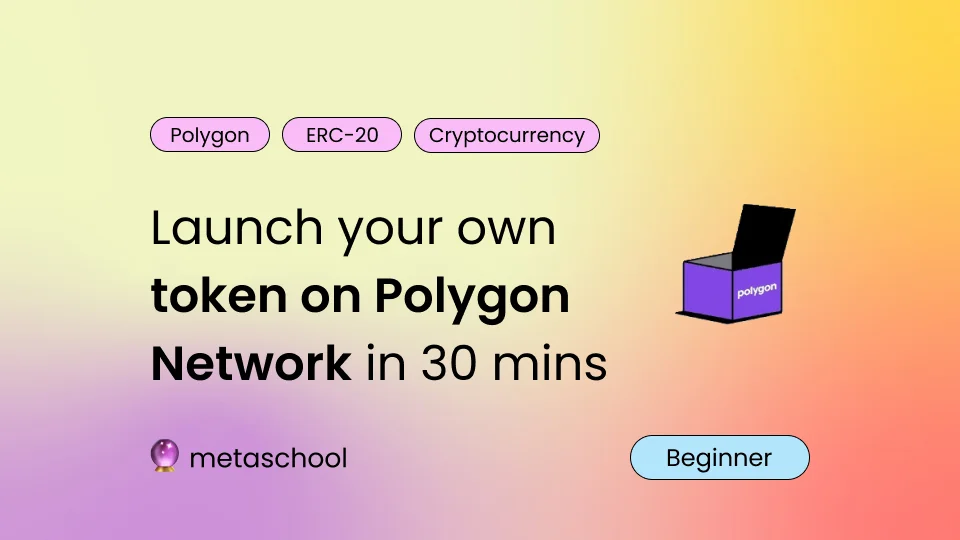 Polygon ERC-20 Cryptocurrency
Launch your own
token on Polygon
Network in 30 mins
polygon
metaschool
Beginner